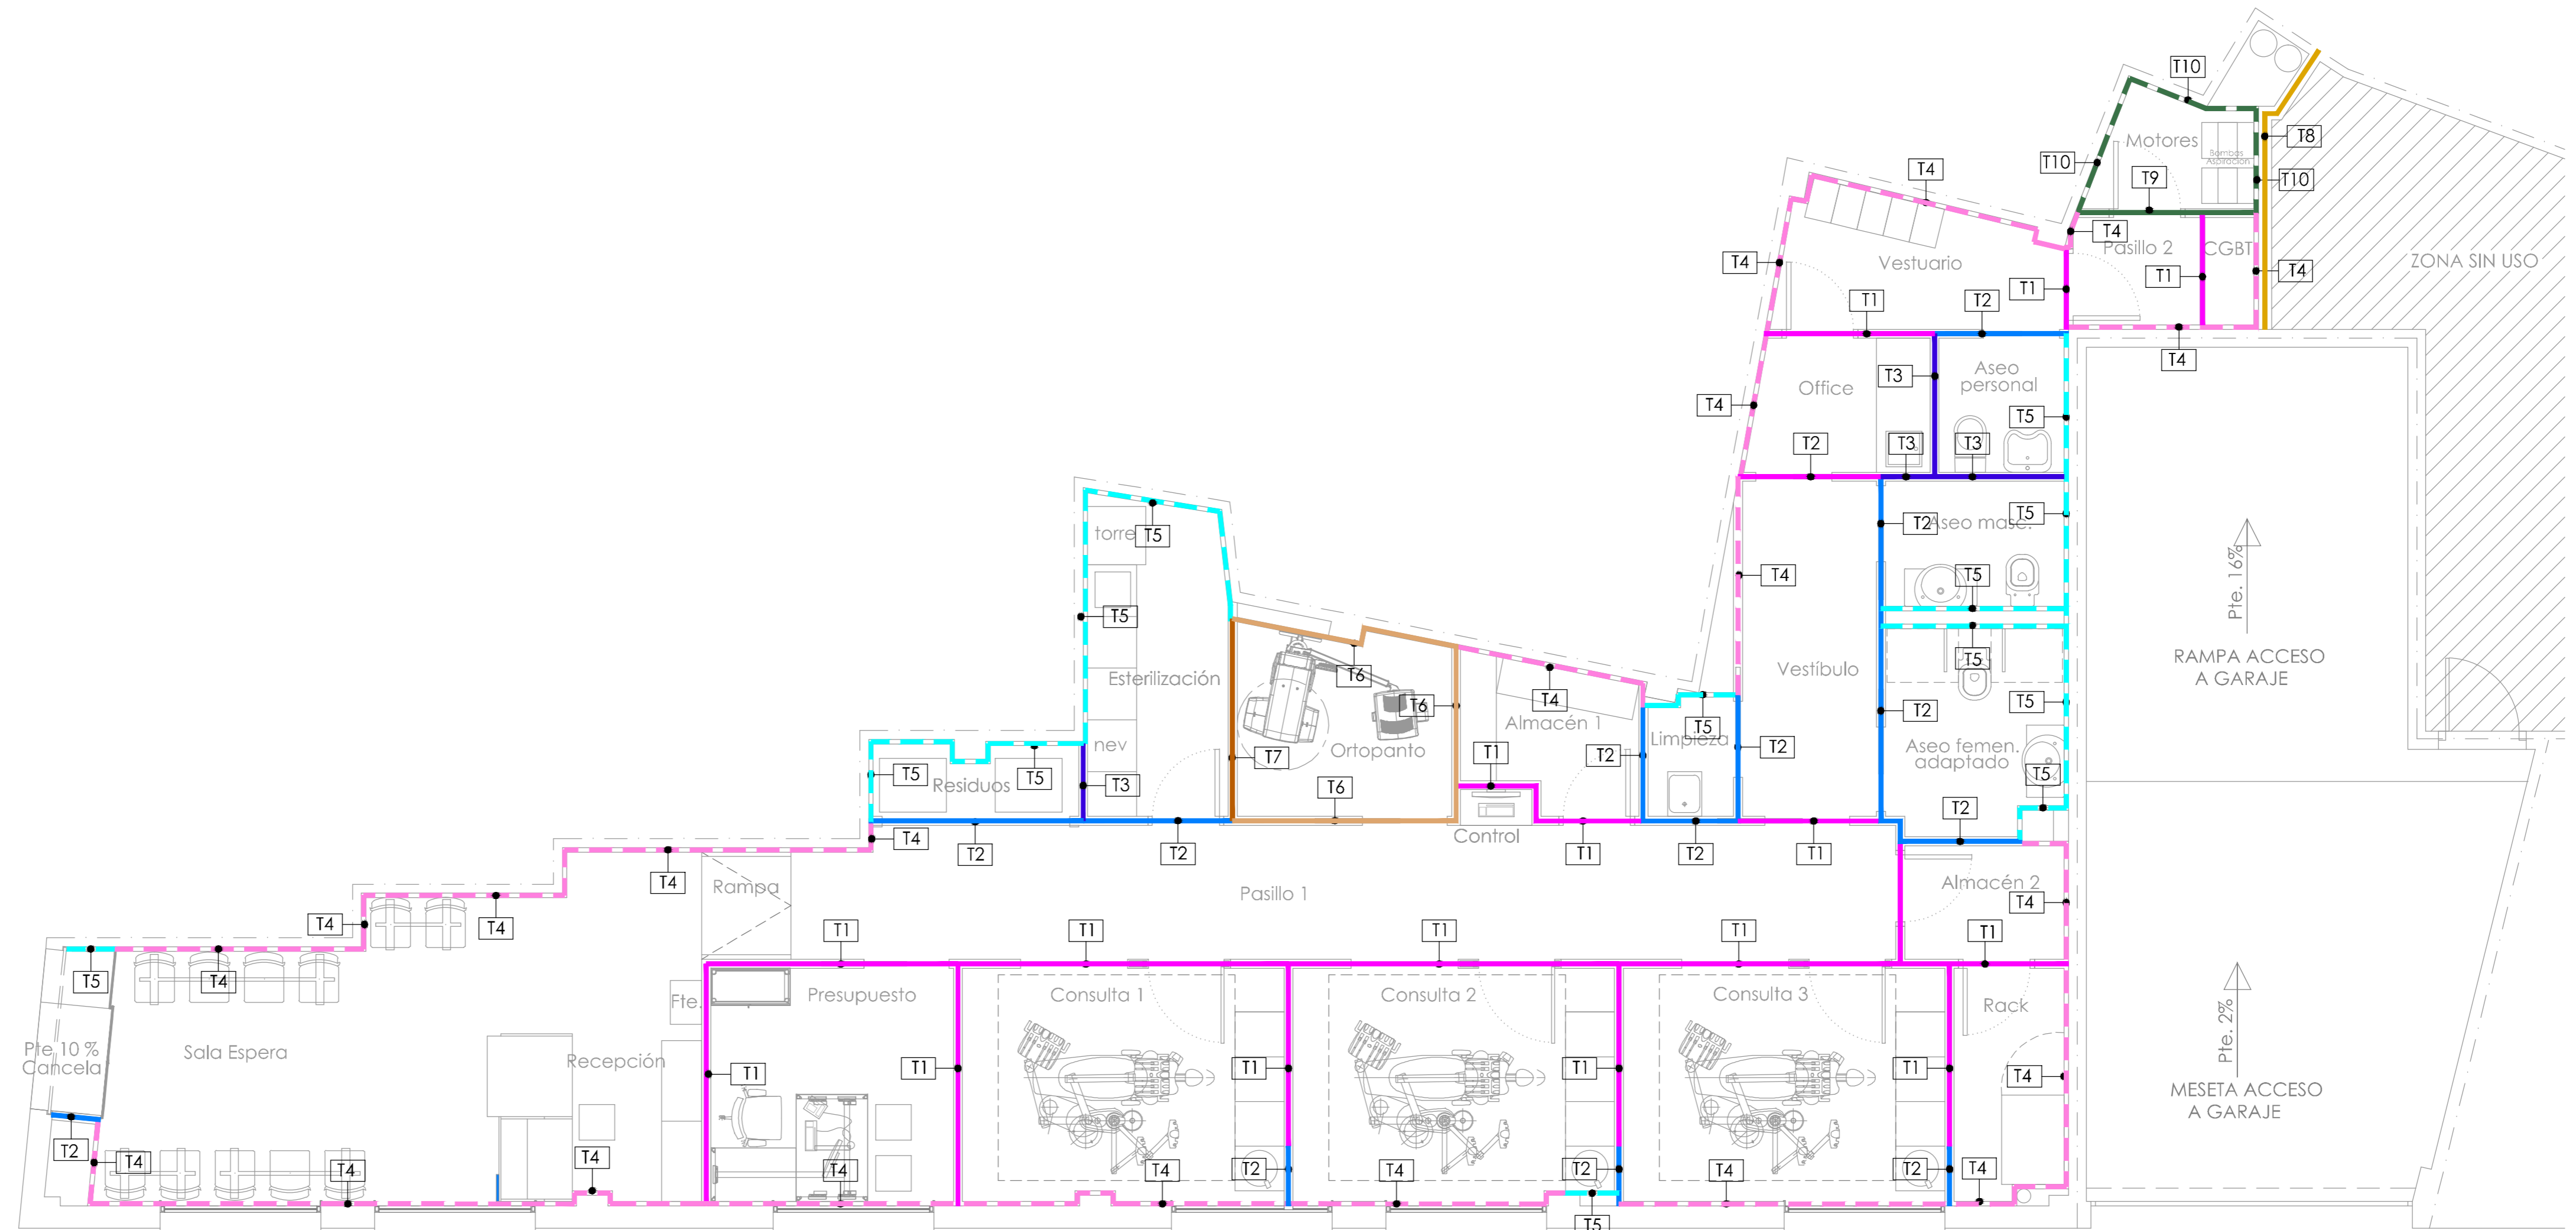 T10
T8
Motores
Bombas
Aspiración
T10
T10
T9
T4
T4
Pasillo 2
CGBT
ZONA SIN USO
T4
Vestuario
T1
T4
T1
T1
T2
T4
Office
T3
Aseo
personal
T4
T5
T2
T3
T3
torre
T5
T2
Aseo masc.
T5
T4
T5
Pte. 16%
T5
T5
RAMPA ACCESO
A GARAJE
Esterilización
T6
T4
Vestíbulo
T5
T6
Almacén 1
T5
T2
nev
Ortopanto
Limpieza
Aseo femen.
adaptado
T5
T5
Residuos
T3
T7
T6
T1
T2
T2
T5
T4
T2
T2
Control
T1
T2
T1
T2
T4
Rampa
Pasillo 1
Almacén 2
T4
T4
T4
T1
T1
T1
T1
T1
T5
T4
Fte.
Presupuesto
Consulta 1
Consulta 2
Consulta 3
Rack
Pte. 2%
Pte 10 %
Cancela
Sala Espera
Recepción
T1
T1
T1
T1
T1
T4
MESETA ACCESO
A GARAJE
T2
T4
T4
T4
T4
T4
T2
T4
T2
T4
T2
T4
T5